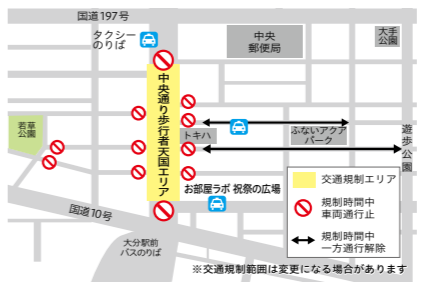 国道197号
タクシー
のりば
中央
郵便局
大手
公園
中央通り歩行者天国エリア
若草
公園
トキハ
ふないアクア
パーク
遊歩公園
お部屋ラボ 祝祭の広場
国道10号
大分駅前
バスのりば
交通規制エリア
規制時間中
車両通行止
規制時間中
一方通行解除
※交通規制範囲は変更になる場合があります